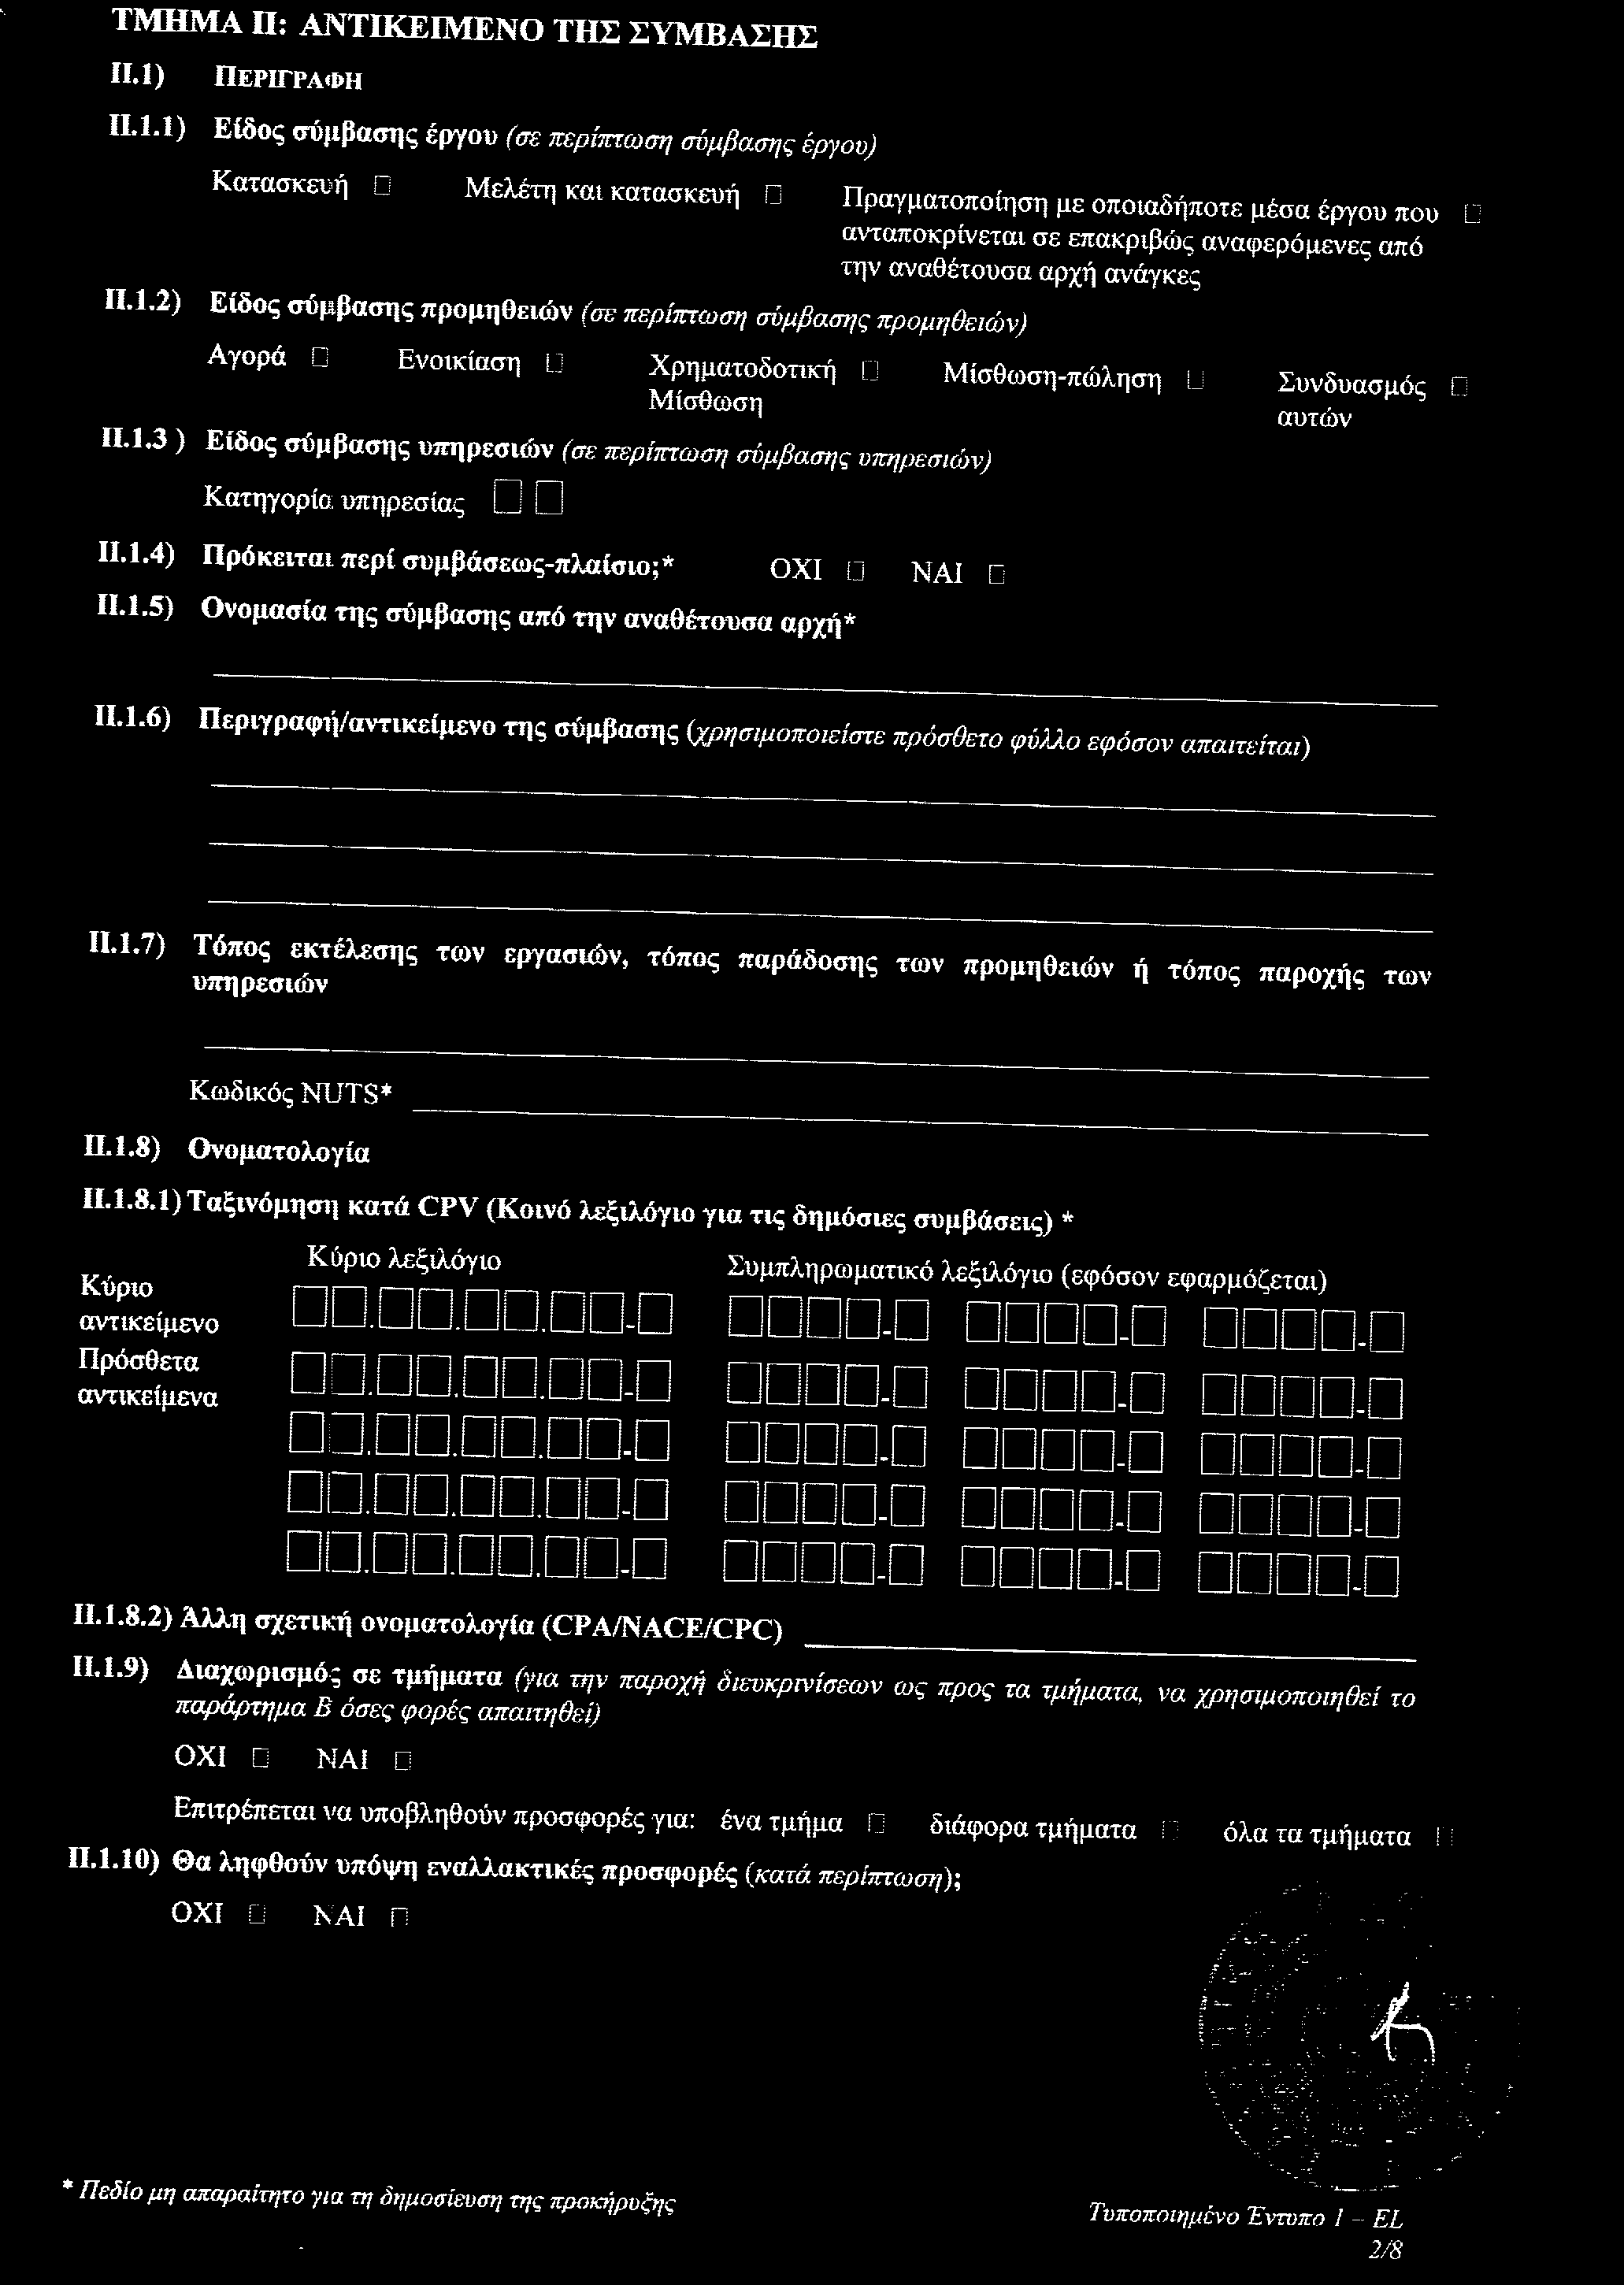 ΤΜΗΜΑ ΙΙ: ΑΝΤΙΚΕΙΜΕΝΟ ΤΗΣ ΣΥΜΒΑΣΗΣ
ΙΙ.1) ΠΕΡΙΓΡΑΦΗ
ΙΙ.1.1) Είδος σύμβασης έργου (σε περίπτωση σύμβασης έργου)
Κατασκευή □ Μελέτη και κατασκευή □ Πραγματοποίηση με οποιαδήποτε μέσα έργου που □
ανταποκρίνεται σε επακριβώς αναφερόμενες από
την αναθέτουσα αρχή ανάγκες
ΙΙ.1.2) Είδος σύμβασης προμηθειών (σε περίπτωση σύμβασης προμηθειών)
Αγορά □ Ενοικίαση □ Χρηματοδοτική □ Μίσθωση-πώληση □ Συνδυασμός □
Μίσθωση αυτών
ΙΙ.1.3 ) Είδος σύμβασης υπηρεσιών (σε περίπτωση σύμβασης υπηρεσιών)
Κατηγορία υπηρεσίας □ □
ΙΙ.1.4) Πρόκειται περί συμβάσεως-πλαίσιο;* ΟΧΙ □ ΝΑΙ □
ΙΙ.1.5) Ονομασία της σύμβασης από την αναθέτουσα αρχή*
ΙΙ.1.6) Περιγραφή/αντικείμενο της σύμβασης (χρησιμοποιείστε πρόσθετο φύλλο εφόσον απαιτείται)
ΙΙ.1.7) Τόπος εκτέλεσης των εργασιών, τόπος παράδοσης των προμηθειών ή τόπος παροχής των
υπηρεσιών
Κωδικός NUTS*
ΙΙ.1.8) Ονοματολογία
ΙΙ.1.8.1) Ταξινόμηση κατά CPV (Κοινό λεξιλόγιο για τις δημόσιες συμβάσεις) *
Κύριο λεξιλόγιο Συμπληρωματικό λεξιλόγιο (εφόσον εφαρμόζεται)
Κύριο
αντικείμενο □□.□□.□□.□□-□ □□□□-□ □□□□-□ □□□□-□
Πρόσθετα
αντικείμενα □□.□□.□□.□□-□ □□□□-□ □□□□-□ □□□□-□
□□.□□.□□.□□-□ □□□□-□ □□□□-□ □□□□-□
□□.□□.□□.□□-□ □□□□-□ □□□□-□ □□□□-□
□□.□□.□□.□□-□ □□□□-□ □□□□-□ □□□□-□
ΙΙ.1.8.2) Άλλη σχετική ονοματολογία (CPA/NACE/CPC)
ΙΙ.1.9) Διαχωρισμός σε τμήματα (για την παροχή διευκρινίσεων ως προς τα τμήματα, να χρησιμοποιηθεί το
παράρτημα Β όσες φορές απαιτηθεί)
ΟΧΙ □ ΝΑΙ □
Επιτρέπεται να υποβληθούν προσφορές για: ένα τμήμα □ διάφορα τμήματα □ όλα τα τμήματα □
ΙΙ.1.10) Θα ληφθούν υπόψη εναλλακτικές προσφορές (κατά περίπτωση);
ΟΧΙ □ ΝΑΙ □
* Πεδίο μη απαραίτητο για τη δημοσίευση της προκήρυξης
Τυποποιημένο Έντυπο 1 – EL
2/8